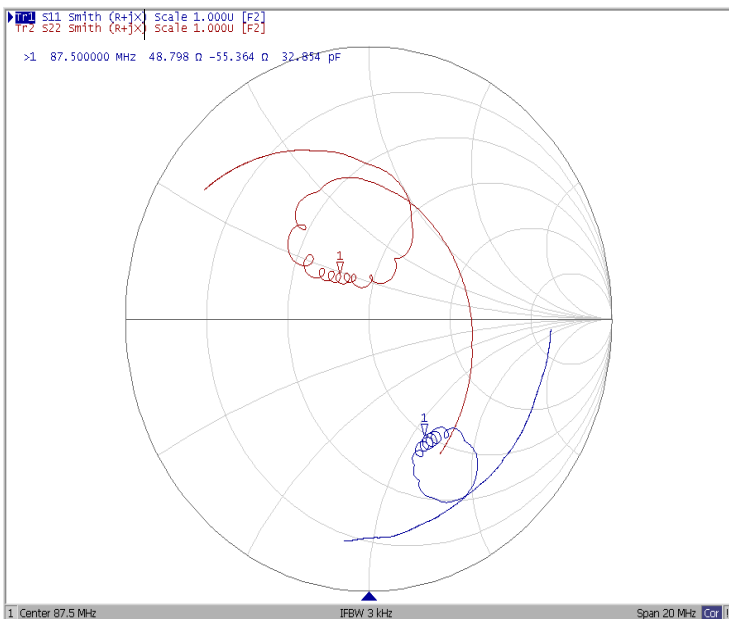 Tr1 S11 Smith (R+jX) Scale 1.000U [F2]
Tr2 S22 Smith (R+jX) Scale 1.000U [F2]
>1 87.500000 MHz 48.798 Ω -55.364 Ω 32.854 pF
1
1
1 Center 87.5 MHz IFBW 3 kHz Span 20 MHz Cor !